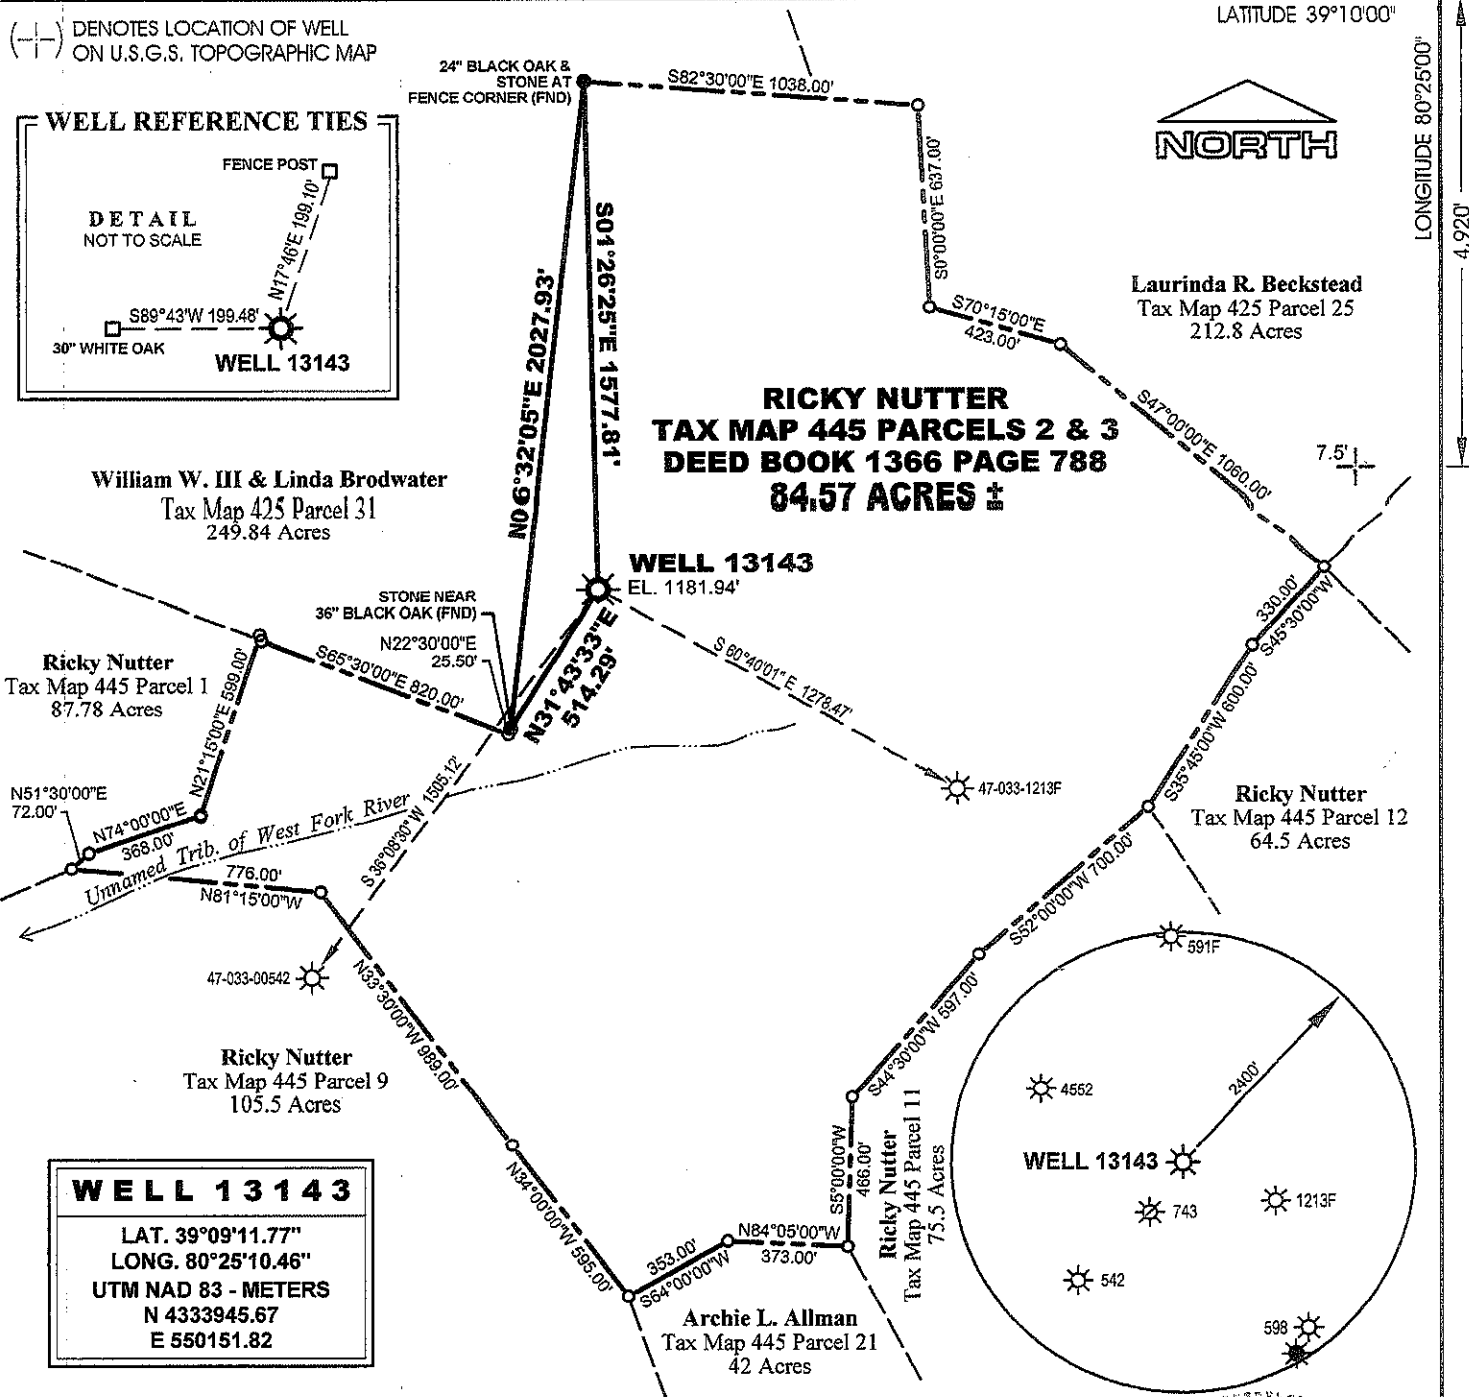 DENOTES LOCATION OF WELL
ON U.S.G.S. TOPOGRAPHIC MAP
LATITUDE 39°10'00"
LONGITUDE 80°25'00"
4,920'
NORTH
WELL REFERENCE TIES
FENCE POST
DETAIL
NOT TO SCALE
N17°46'E 199.10'
S89°43'W 199.48'
30" WHITE OAK
WELL 13143
24" BLACK OAK &
STONE AT
FENCE CORNER (FND)
S82°30'00"E 1038.00'
S0°00'00"E 637.00'
S70°15'00"E
423.00'
S47°00'00"E 1060.00'
Laurinda R. Beckstead
Tax Map 425 Parcel 25
212.8 Acres
7.5'
N06°32'05"E 2027.93'
S01°26'25"E 1577.81'
RICKY NUTTER
TAX MAP 445 PARCELS 2 & 3
DEED BOOK 1366 PAGE 788
84.57 ACRES ±
William W. III & Linda Brodwater
Tax Map 425 Parcel 31
249.84 Acres
WELL 13143
EL. 1181.94'
STONE NEAR
36" BLACK OAK (FND)
N22°30'00"E
25.50'
N31°43'33"E
514.29'
S 60°40'01" E 1278.47'
47-033-1213F
330.00'
S45°30'00"W
S35°45'00"W 600.00'
Ricky Nutter
Tax Map 445 Parcel 1
87.78 Acres
S65°30'00"E 820.00'
N21°15'00"E 599.00'
N51°30'00"E
72.00'
N74°00'00"E
368.00'
Unnamed Trib. of West Fork River
776.00'
N81°15'00"W
S 36°08'30" W 1505.12'
47-033-00542
Ricky Nutter
Tax Map 445 Parcel 12
64.5 Acres
S52°00'00"W 700.00'
S44°30'00"W 597.00'
N33°30'00"W 989.00'
Ricky Nutter
Tax Map 445 Parcel 9
105.5 Acres
N34°00'00"W 595.00'
353.00'
S64°00'00"W
N84°05'00"W
373.00'
S5°00'00"W
466.00'
Ricky Nutter
Tax Map 445 Parcel 11
75.5 Acres
Archie L. Allman
Tax Map 445 Parcel 21
42 Acres
591F
2400'
4552
WELL 13143
743
1213F
542
598
WELL 13143
LAT. 39°09'11.77"
LONG. 80°25'10.46"
UTM NAD 83 - METERS
N 4333945.67
E 550151.82